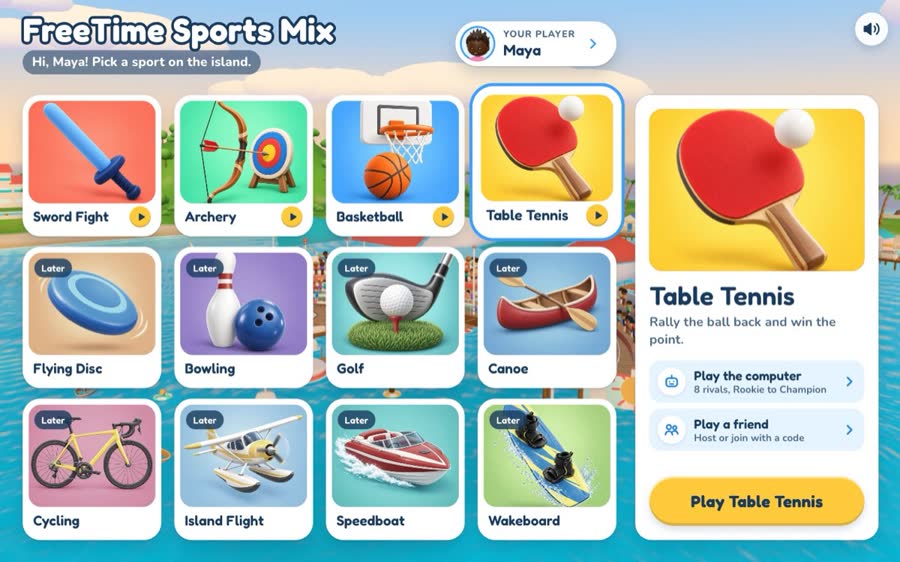 FreeTime Sports Mix
Hi, Maya! Pick a sport on the island.
YOUR PLAYER
Maya
Sword Fight
Archery
Basketball
Table Tennis
Later
Flying Disc
Later
Bowling
Later
Golf
Later
Canoe
Later
Cycling
Later
Island Flight
Later
Speedboat
Later
Wakeboard
Table Tennis
Rally the ball back and win the
point.
Play the computer
8 rivals, Rookie to Champion
Play a friend
Host or join with a code
Play Table Tennis